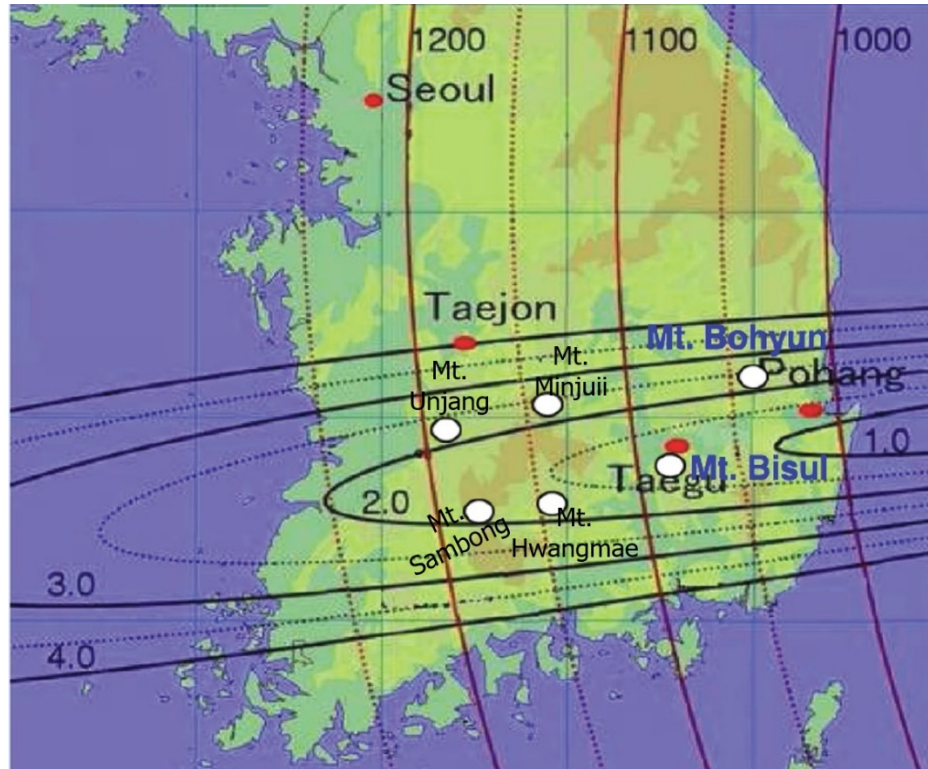 1200
1100
1000
Seoul
Taejon
Mt. Bohyun
Mt.
Unjang
Mt.
Minjuii
Pohang
1.0
Taegu
Mt. Bisul
2.0
Mt.
Sambong
Mt.
Hwangmae
3.0
4.0